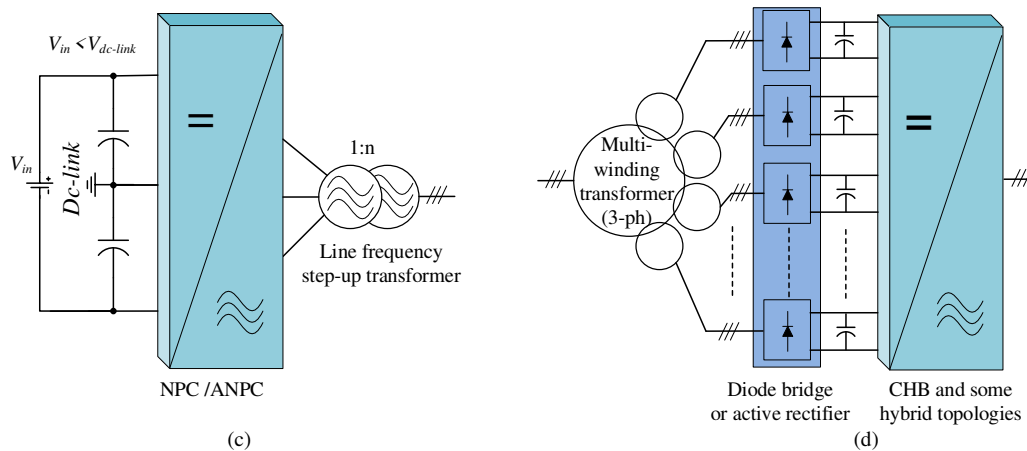 V_in < V_dc-link
V_in
Dc-link
=
1:n
Line frequency
step-up transformer
NPC /ANPC
(c)
Multi-
winding
transformer
(3-ph)
=
Diode bridge
or active rectifier
CHB and some
hybrid topologies
(d)